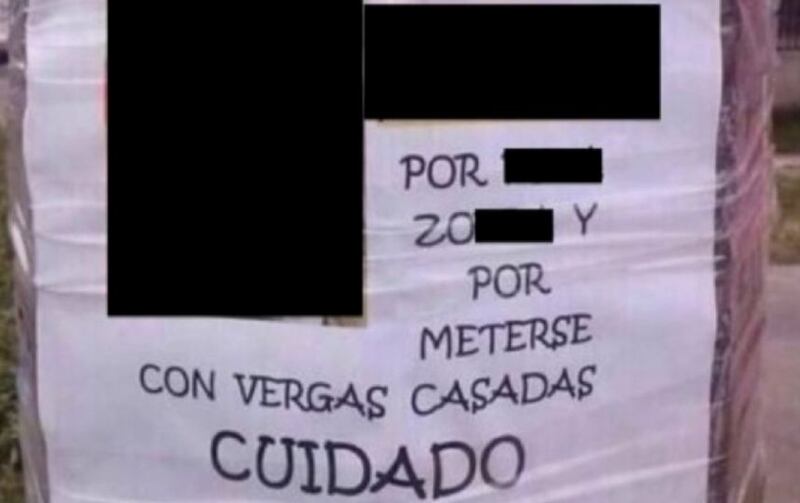 POR
ZO Y
POR
METERSE
CON VERGAS CASADAS
CUIDADO